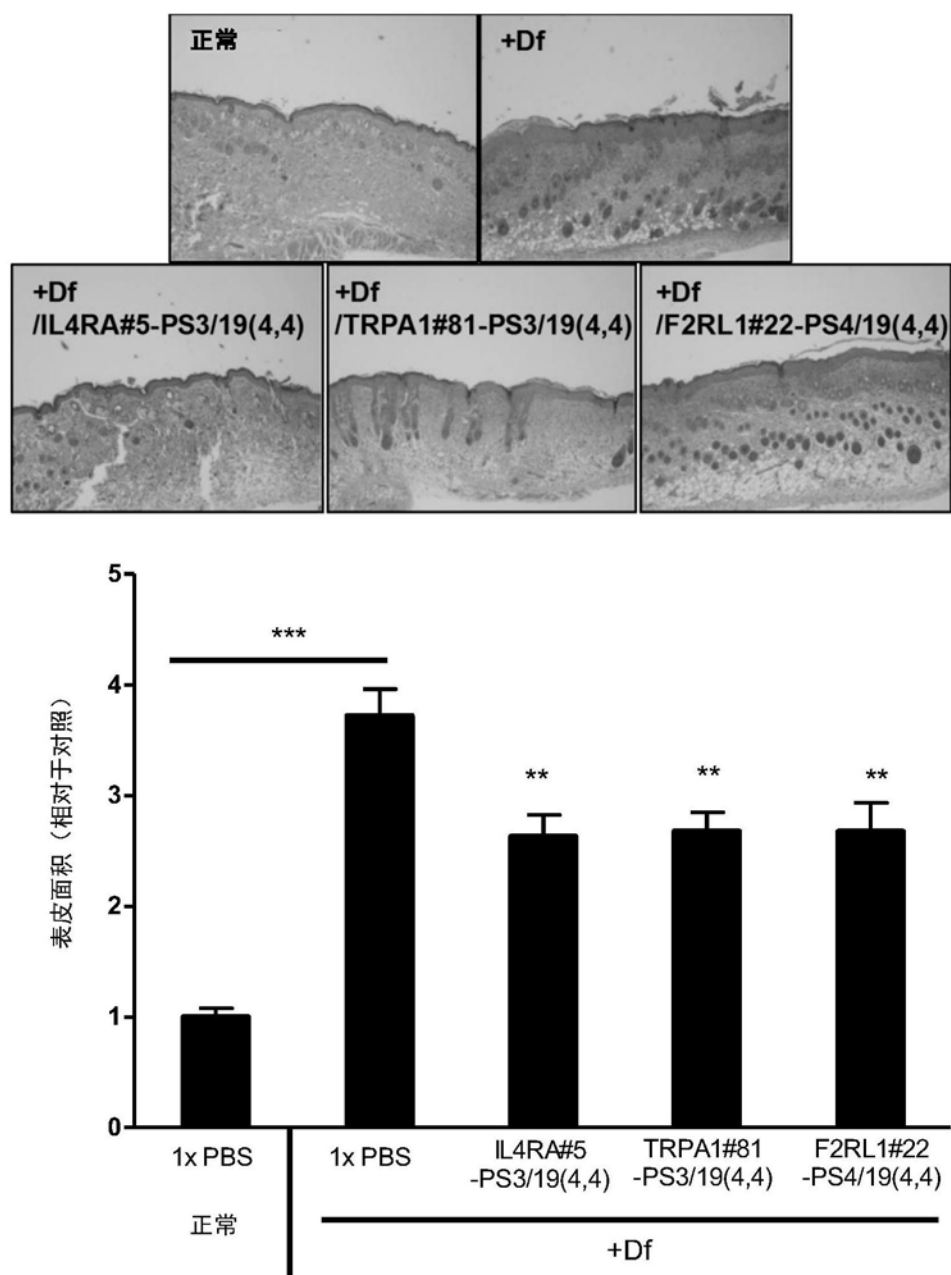 正常
+Df
+Df
/IL4RA#5-PS3/19(4,4)
+Df
/TRPA1#81-PS3/19(4,4)
+Df
/F2RL1#22-PS4/19(4,4)
表皮面积（相对于对照）
5
4
3
2
1
0
***
**
**
**
1x PBS
1x PBS
IL4RA#5
-PS3/19(4,4)
TRPA1#81
-PS3/19(4,4)
F2RL1#22
-PS4/19(4,4)
正常
+Df